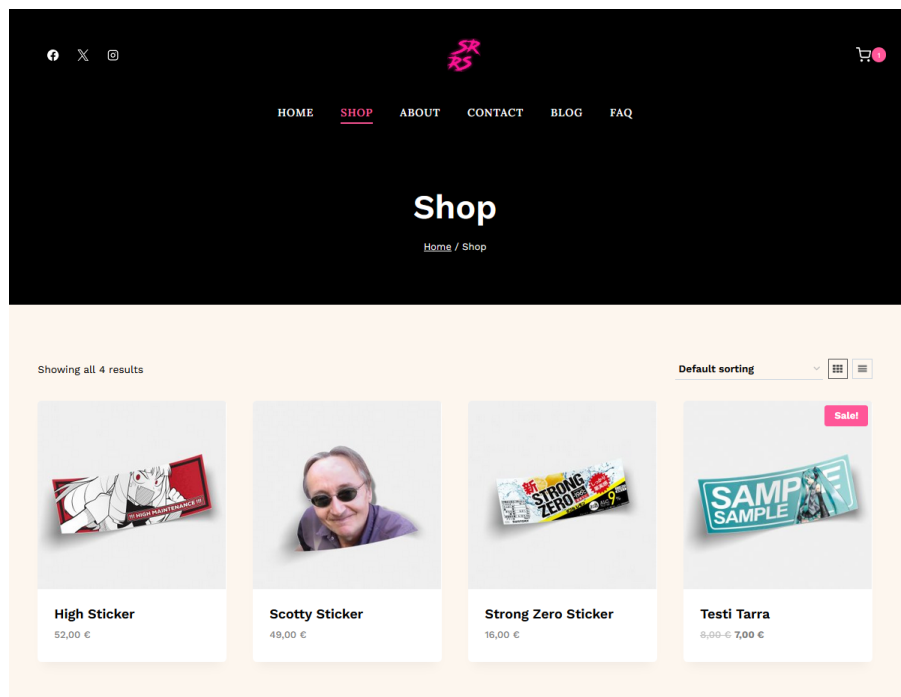 SR
RS
1
HOME SHOP ABOUT CONTACT BLOG FAQ
Shop
Home / Shop
Showing all 4 results
Default sorting
Sale!
!!! HIGH MAINTENANCE !!!
新
STRONG
ZERO
9
SAMPLE
SAMPLE
High Sticker
52,00 €
Scotty Sticker
49,00 €
Strong Zero Sticker
16,00 €
Testi Tarra
8,00 € 7,00 €